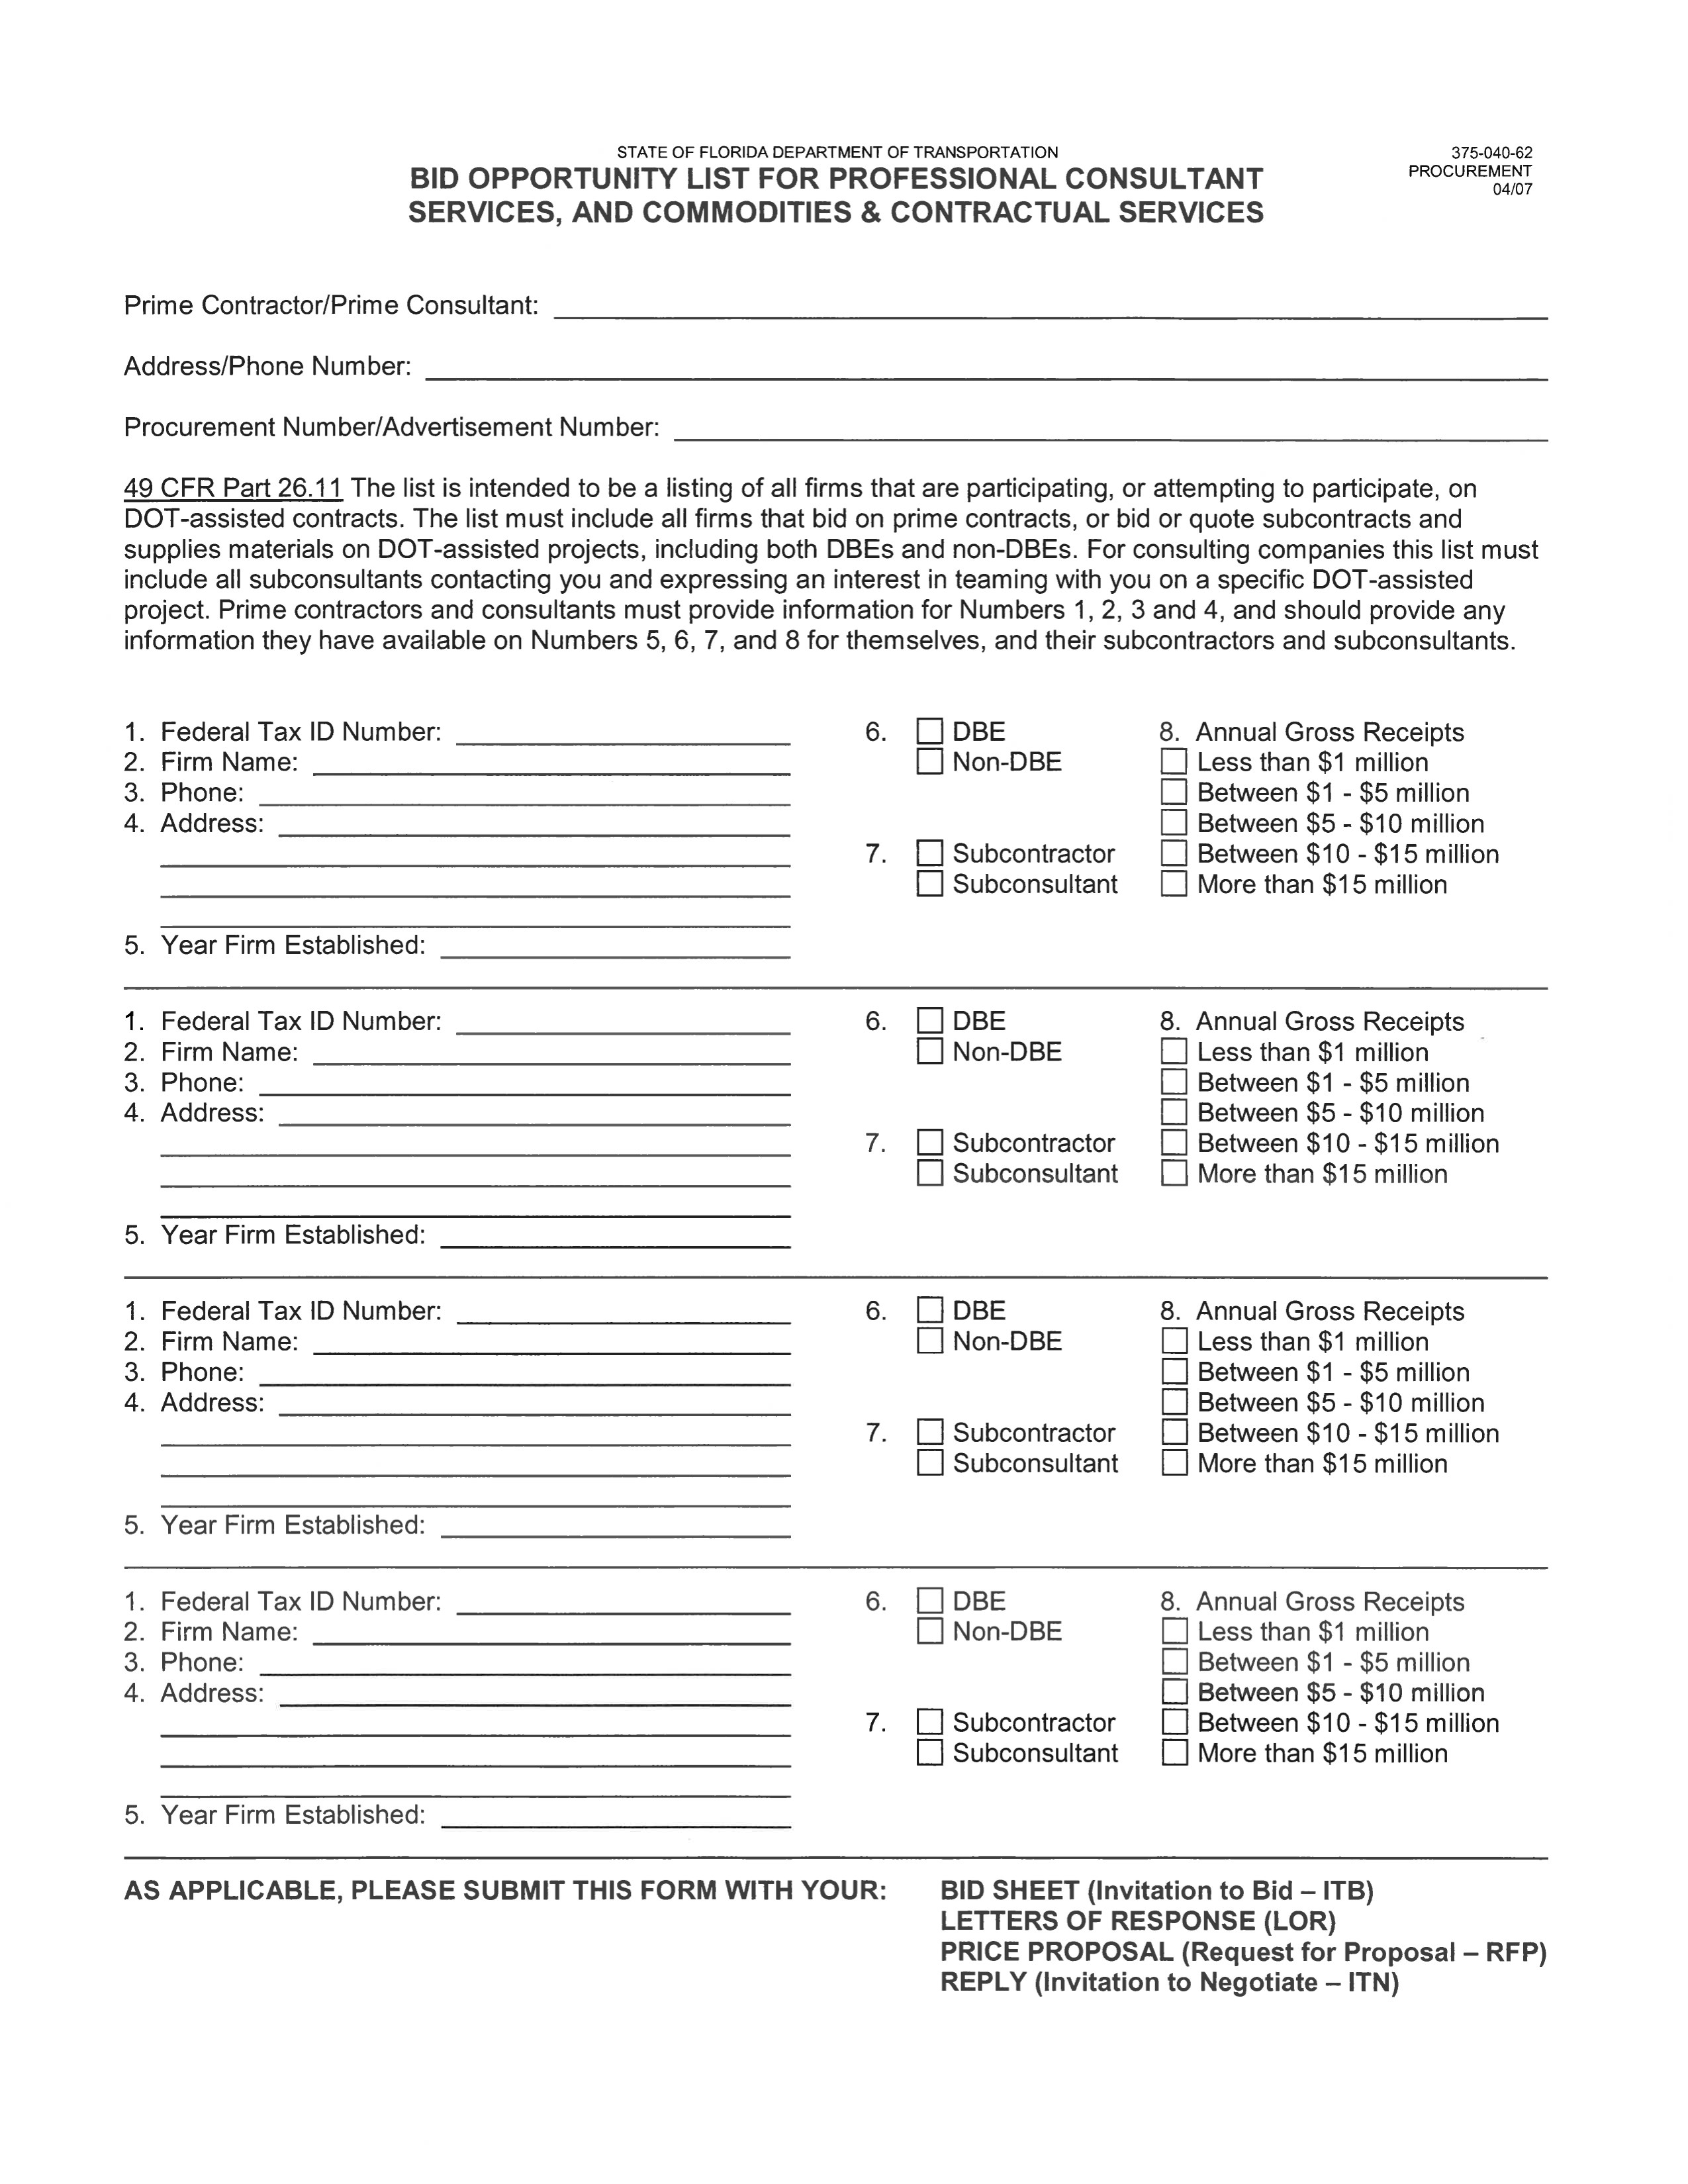 STATE OF FLORIDA DEPARTMENT OF TRANSPORTATION
BID OPPORTUNITY LIST FOR PROFESSIONAL CONSULTANT
SERVICES, AND COMMODITIES & CONTRACTUAL SERVICES
375-040-62
PROCUREMENT
04/07
Prime Contractor/Prime Consultant:
Address/Phone Number:
Procurement Number/Advertisement Number:
49 CFR Part 26.11 The list is intended to be a listing of all firms that are participating, or attempting to participate, on
DOT-assisted contracts. The list must include all firms that bid on prime contracts, or bid or quote subcontracts and
supplies materials on DOT-assisted projects, including both DBEs and non-DBEs. For consulting companies this list must
include all subconsultants contacting you and expressing an interest in teaming with you on a specific DOT-assisted
project. Prime contractors and consultants must provide information for Numbers 1, 2, 3 and 4, and should provide any
information they have available on Numbers 5, 6, 7, and 8 for themselves, and their subcontractors and subconsultants.
1. Federal Tax ID Number:
2. Firm Name:
3. Phone:
4. Address:
5. Year Firm Established:
6. DBE
Non-DBE
7. Subcontractor
Subconsultant
8. Annual Gross Receipts
Less than $1 million
Between $1 - $5 million
Between $5 - $10 million
Between $10 - $15 million
More than $15 million
1. Federal Tax ID Number:
2. Firm Name:
3. Phone:
4. Address:
5. Year Firm Established:
6. DBE
Non-DBE
7. Subcontractor
Subconsultant
8. Annual Gross Receipts
Less than $1 million
Between $1 - $5 million
Between $5 - $10 million
Between $10 - $15 million
More than $15 million
1. Federal Tax ID Number:
2. Firm Name:
3. Phone:
4. Address:
5. Year Firm Established:
6. DBE
Non-DBE
7. Subcontractor
Subconsultant
8. Annual Gross Receipts
Less than $1 million
Between $1 - $5 million
Between $5 - $10 million
Between $10 - $15 million
More than $15 million
1. Federal Tax ID Number:
2. Firm Name:
3. Phone:
4. Address:
5. Year Firm Established:
6. DBE
Non-DBE
7. Subcontractor
Subconsultant
8. Annual Gross Receipts
Less than $1 million
Between $1 - $5 million
Between $5 - $10 million
Between $10 - $15 million
More than $15 million
AS APPLICABLE, PLEASE SUBMIT THIS FORM WITH YOUR:
BID SHEET (Invitation to Bid – ITB)
LETTERS OF RESPONSE (LOR)
PRICE PROPOSAL (Request for Proposal – RFP)
REPLY (Invitation to Negotiate – ITN)